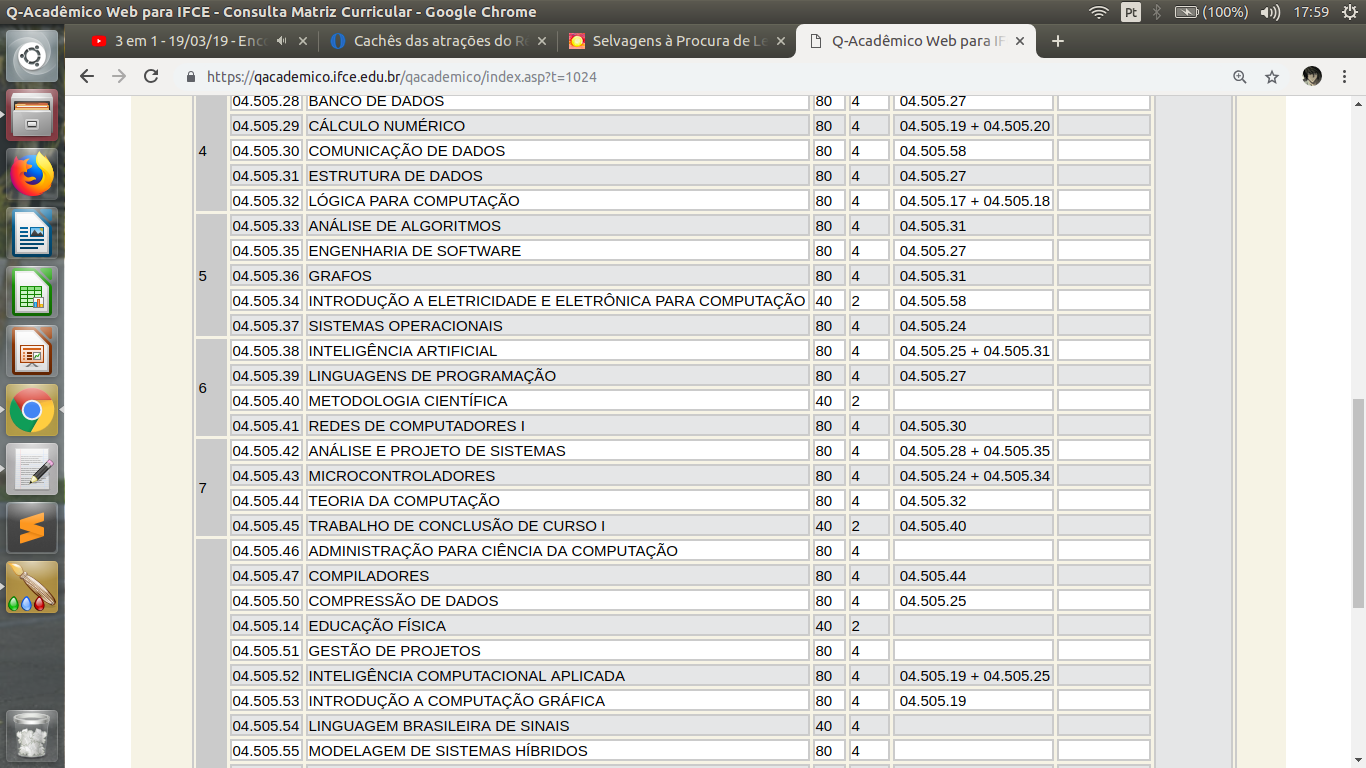 Q-Acadêmico Web para IFCE - Consulta Matriz Curricular - Google Chrome
Pt (100%) 17:59
3 em 1 - 19/03/19 - Enc
Cachês das atrações do R
Selvagens à Procura de Le
Q-Acadêmico Web para IF
https://qacademico.ifce.edu.br/qacademico/index.asp?t=1024
04.505.28 BANCO DE DADOS 80 4 04.505.27
04.505.29 CÁLCULO NUMÉRICO 80 4 04.505.19 + 04.505.20
4
04.505.30 COMUNICAÇÃO DE DADOS 80 4 04.505.58
04.505.31 ESTRUTURA DE DADOS 80 4 04.505.27
04.505.32 LÓGICA PARA COMPUTAÇÃO 80 4 04.505.17 + 04.505.18
04.505.33 ANÁLISE DE ALGORITMOS 80 4 04.505.31
04.505.35 ENGENHARIA DE SOFTWARE 80 4 04.505.27
5
04.505.36 GRAFOS 80 4 04.505.31
04.505.34 INTRODUÇÃO A ELETRICIDADE E ELETRÔNICA PARA COMPUTAÇÃO 40 2 04.505.58
04.505.37 SISTEMAS OPERACIONAIS 80 4 04.505.24
04.505.38 INTELIGÊNCIA ARTIFICIAL 80 4 04.505.25 + 04.505.31
04.505.39 LINGUAGENS DE PROGRAMAÇÃO 80 4 04.505.27
6
04.505.40 METODOLOGIA CIENTÍFICA 40 2
04.505.41 REDES DE COMPUTADORES I 80 4 04.505.30
04.505.42 ANÁLISE E PROJETO DE SISTEMAS 80 4 04.505.28 + 04.505.35
04.505.43 MICROCONTROLADORES 80 4 04.505.24 + 04.505.34
7
04.505.44 TEORIA DA COMPUTAÇÃO 80 4 04.505.32
04.505.45 TRABALHO DE CONCLUSÃO DE CURSO I 40 2 04.505.40
04.505.46 ADMINISTRAÇÃO PARA CIÊNCIA DA COMPUTAÇÃO 80 4
04.505.47 COMPILADORES 80 4 04.505.44
04.505.50 COMPRESSÃO DE DADOS 80 4 04.505.25
04.505.14 EDUCAÇÃO FÍSICA 40 2
04.505.51 GESTÃO DE PROJETOS 80 4
04.505.52 INTELIGÊNCIA COMPUTACIONAL APLICADA 80 4 04.505.19 + 04.505.25
04.505.53 INTRODUÇÃO A COMPUTAÇÃO GRÁFICA 80 4 04.505.19
04.505.54 LINGUAGEM BRASILEIRA DE SINAIS 40 4
04.505.55 MODELAGEM DE SISTEMAS HÍBRIDOS 80 4